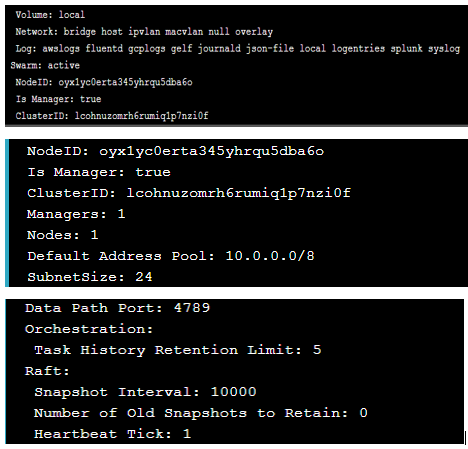 Volume: local
Network: bridge host ipvlan macvlan null overlay
Log: awslogs fluentd gcplogs gelf journald json-file local logentries splunk syslog
Swarm: active
NodeID: oyx1yc0erta345yhrqu5dba6o
Is Manager: true
ClusterID: lcohnuzomrh6rumiq1p7nzi0f
NodeID: oyx1yc0erta345yhrqu5dba6o
Is Manager: true
ClusterID: lcohnuzomrh6rumiq1p7nzi0f
Managers: 1
Nodes: 1
Default Address Pool: 10.0.0.0/8
SubnetSize: 24
Data Path Port: 4789
Orchestration:
Task History Retention Limit: 5
Raft:
Snapshot Interval: 10000
Number of Old Snapshots to Retain: 0
Heartbeat Tick: 1